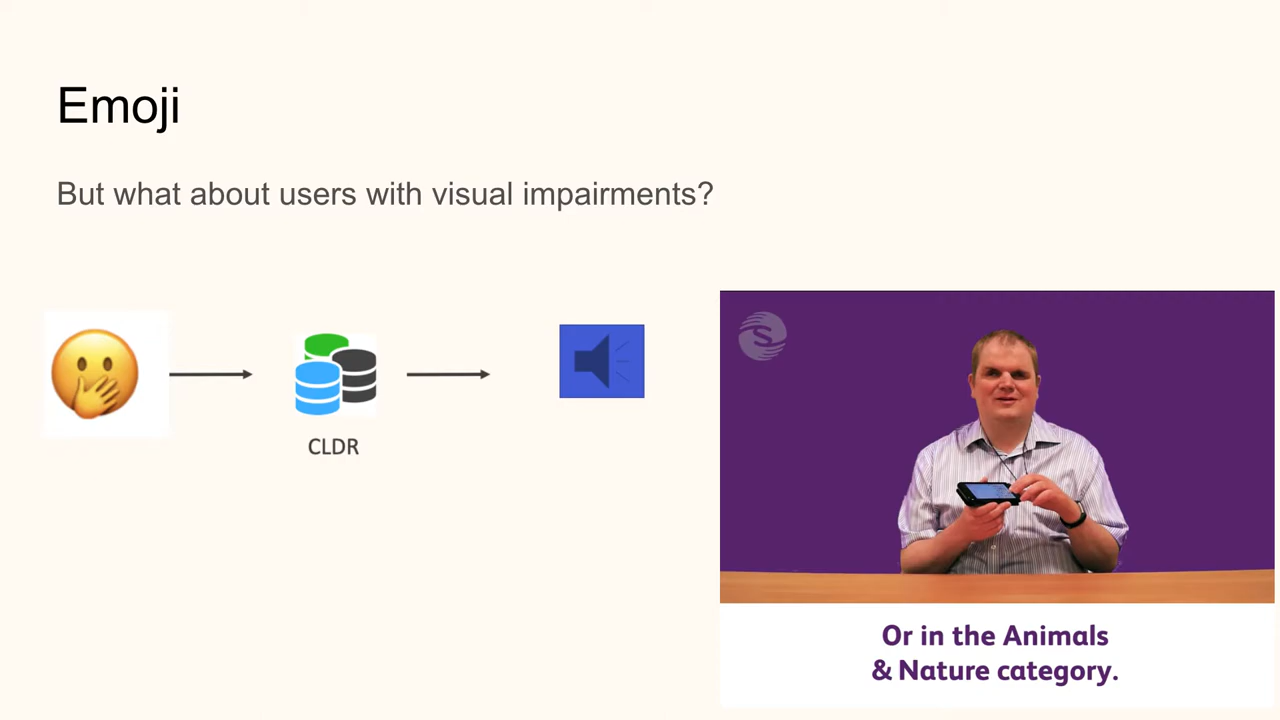 Emoji
But what about users with visual impairments?
CLDR
S
Or in the Animals
& Nature category.